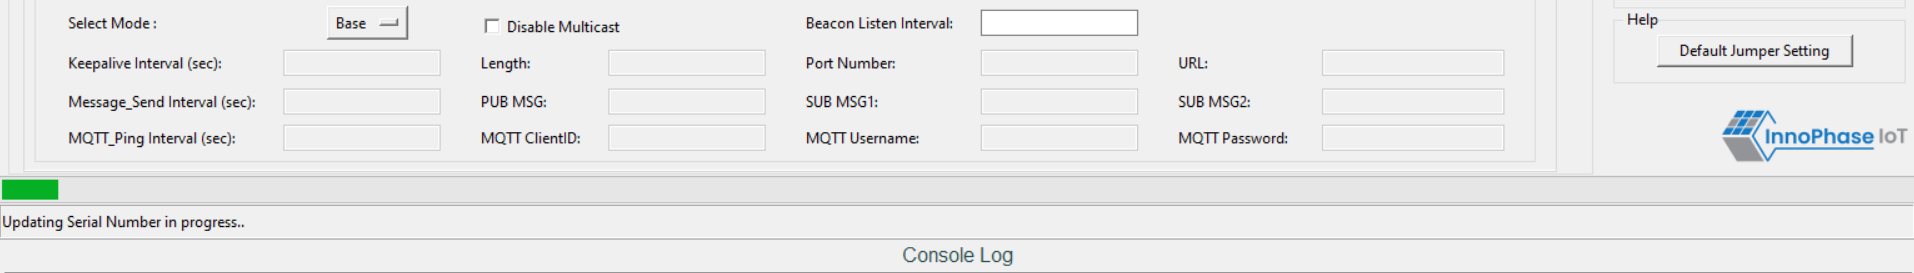 Select Mode :
Base
Disable Multicast
Beacon Listen Interval:
Help
Default Jumper Setting
Keepalive Interval (sec):
Length:
Port Number:
URL:
Message_Send Interval (sec):
PUB MSG:
SUB MSG1:
SUB MSG2:
MQTT_Ping Interval (sec):
MQTT ClientID:
MQTT Username:
MQTT Password:
InnoPhase IoT
Updating Serial Number in progress..
Console Log